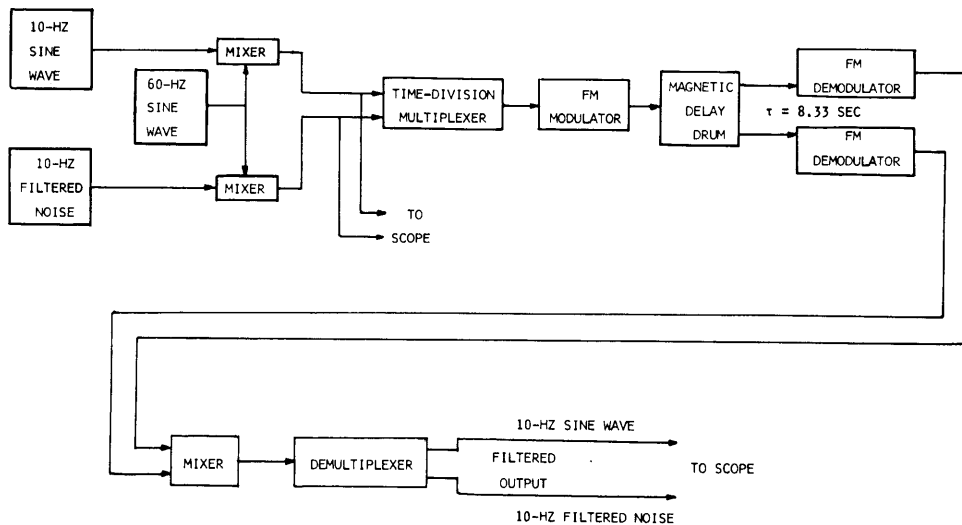 10-HZ
SINE
WAVE
MIXER
60-HZ
SINE
WAVE
10-HZ
FILTERED
NOISE
MIXER
TIME-DIVISION
MULTIPLEXER
FM
MODULATOR
MAGNETIC
DELAY
DRUM
FM
DEMODULATOR
τ = 8.33 SEC
FM
DEMODULATOR
TO
SCOPE
MIXER
DEMULTIPLEXER
10-HZ SINE WAVE
FILTERED
OUTPUT
10-HZ FILTERED NOISE
TO SCOPE